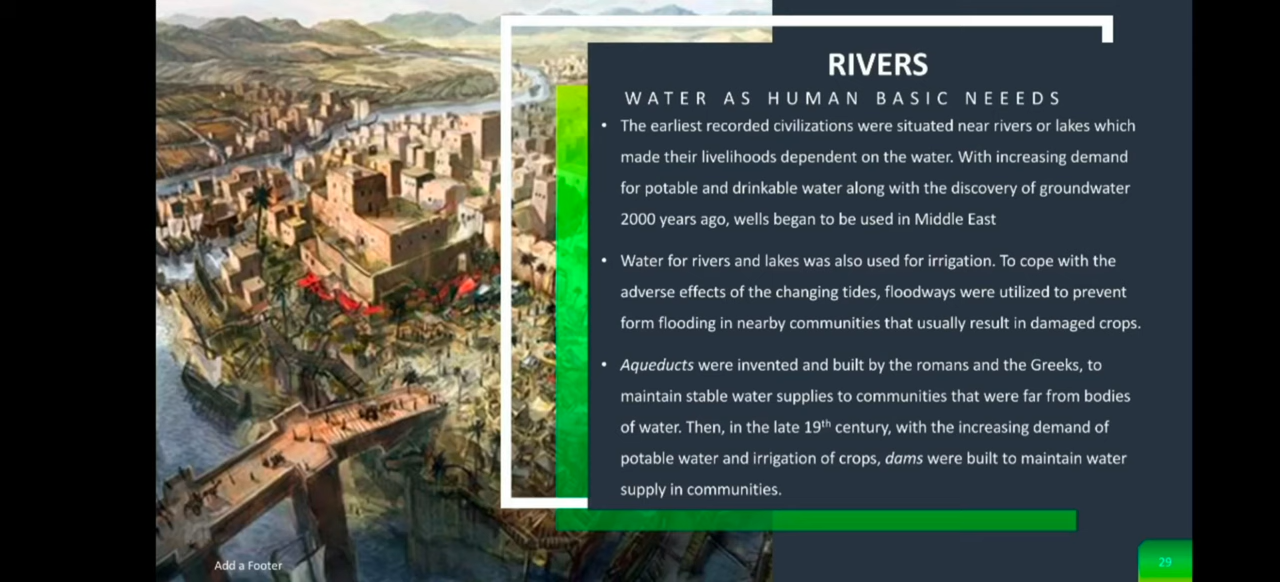 RIVERS
WATER AS HUMAN BASIC NEEEDS
• The earliest recorded civilizations were situated near rivers or lakes which
made their livelihoods dependent on the water. With increasing demand
for potable and drinkable water along with the discovery of groundwater
2000 years ago, wells began to be used in Middle East
• Water for rivers and lakes was also used for irrigation. To cope with the
adverse effects of the changing tides, floodways were utilized to prevent
form flooding in nearby communities that usually result in damaged crops.
• Aqueducts were invented and built by the romans and the Greeks, to
maintain stable water supplies to communities that were far from bodies
of water. Then, in the late 19th century, with the increasing demand of
potable water and irrigation of crops, dams were built to maintain water
supply in communities.
Add a Footer
29